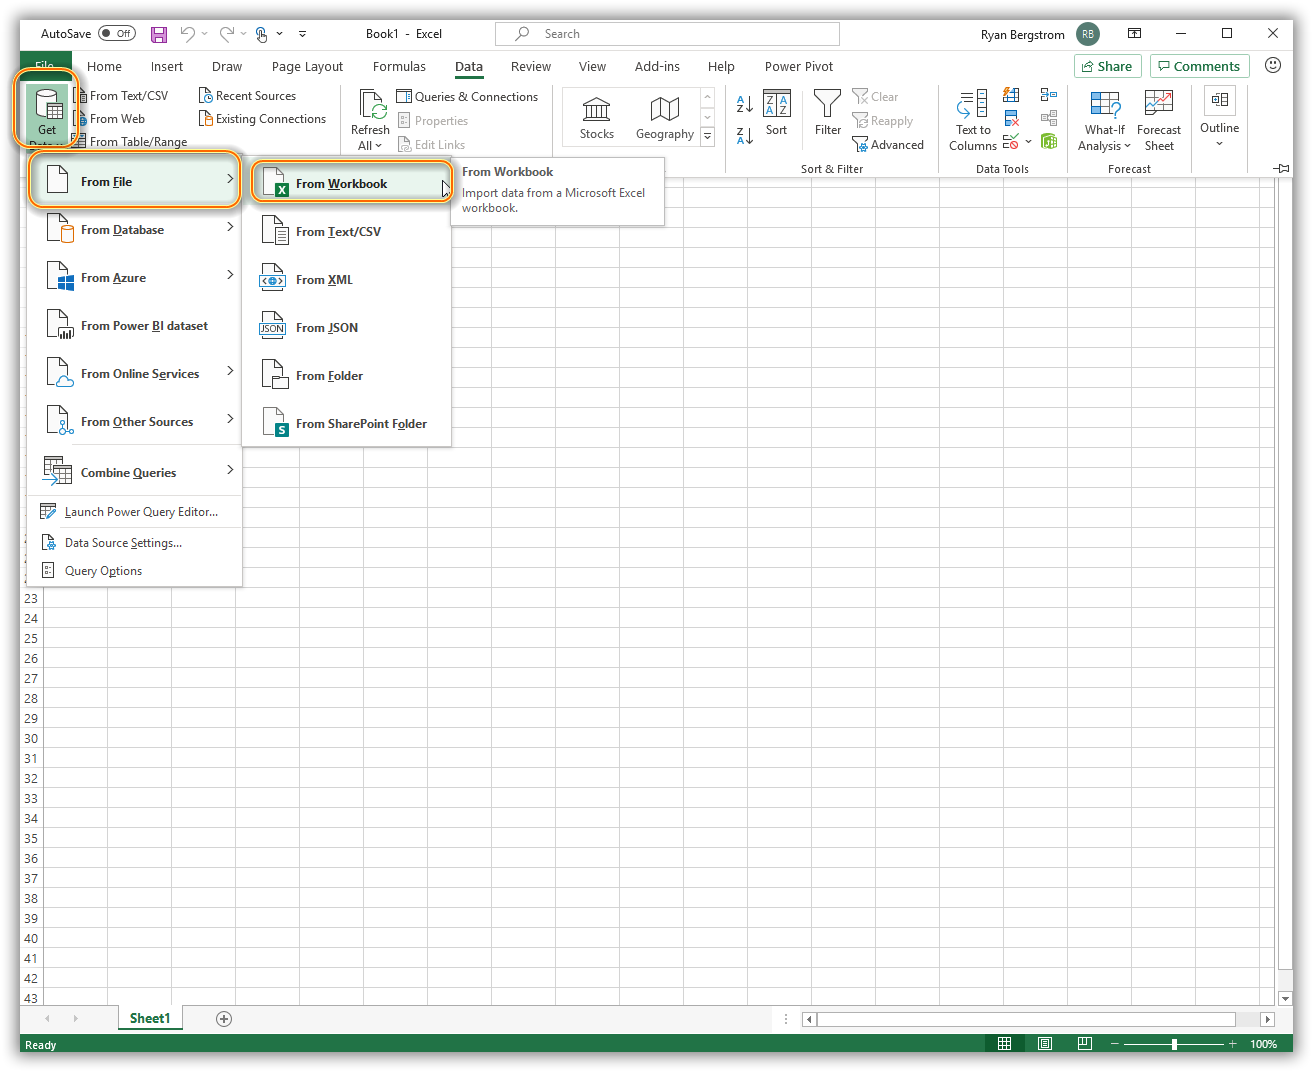 AutoSave Off Book1 - Excel Search Ryan Bergstrom RB
File Home Insert Draw Page Layout Formulas Data Review View Add-ins Help Power Pivot Share Comments
Get Data
From Text/CSV
From Web
From Table/Range
Recent Sources
Existing Connections
Refresh All
Queries & Connections
Properties
Edit Links
Stocks
Geography
Sort
Filter
Clear
Reapply
Advanced
Sort & Filter
Text to Columns
Data Tools
What-If Analysis
Forecast Sheet
Forecast
Outline
From File
From Database
From Azure
From Power BI dataset
From Online Services
From Other Sources
Combine Queries
Launch Power Query Editor...
Data Source Settings...
Query Options
From Workbook
From Text/CSV
From XML
JSON From JSON
From Folder
From SharePoint Folder
From Workbook
Import data from a Microsoft Excel
workbook.
23
24
25
26
27
28
29
30
31
32
33
34
35
36
37
38
39
40
41
42
43
Sheet1
Ready 100%